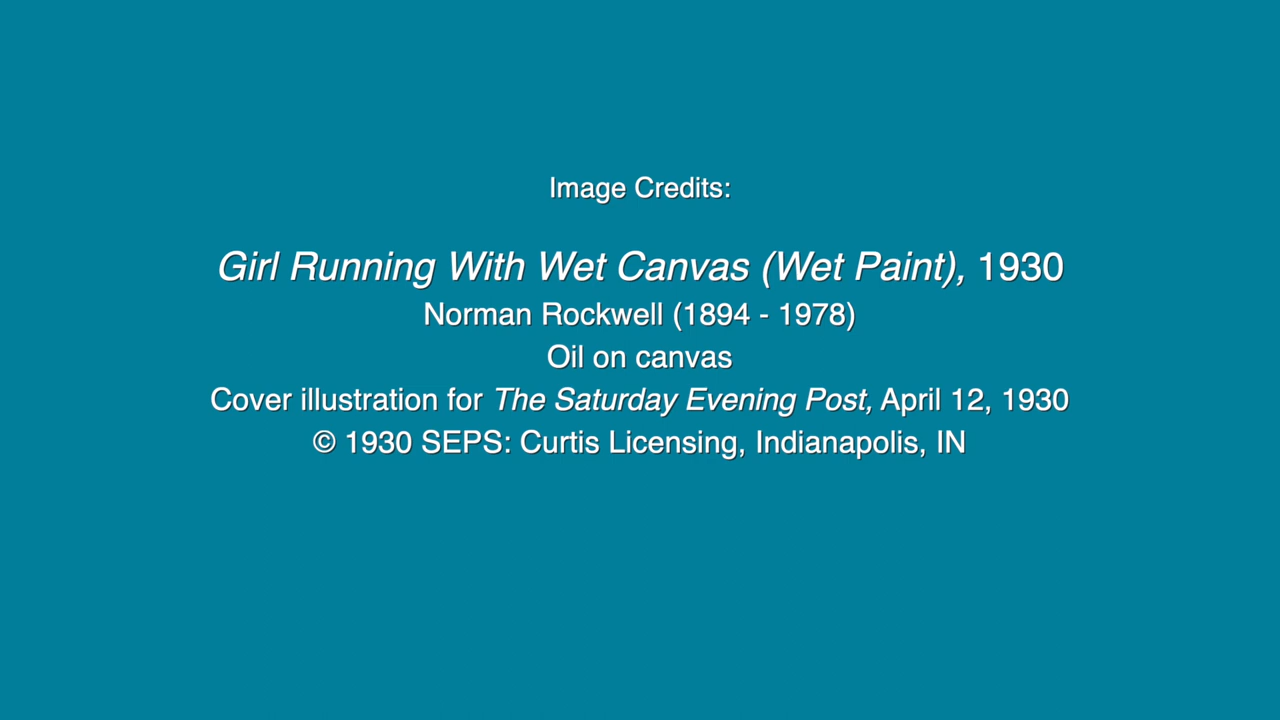 Image Credits:
Girl Running With Wet Canvas (Wet Paint), 1930
Norman Rockwell (1894 - 1978)
Oil on canvas
Cover illustration for The Saturday Evening Post, April 12, 1930
© 1930 SEPS: Curtis Licensing, Indianapolis, IN